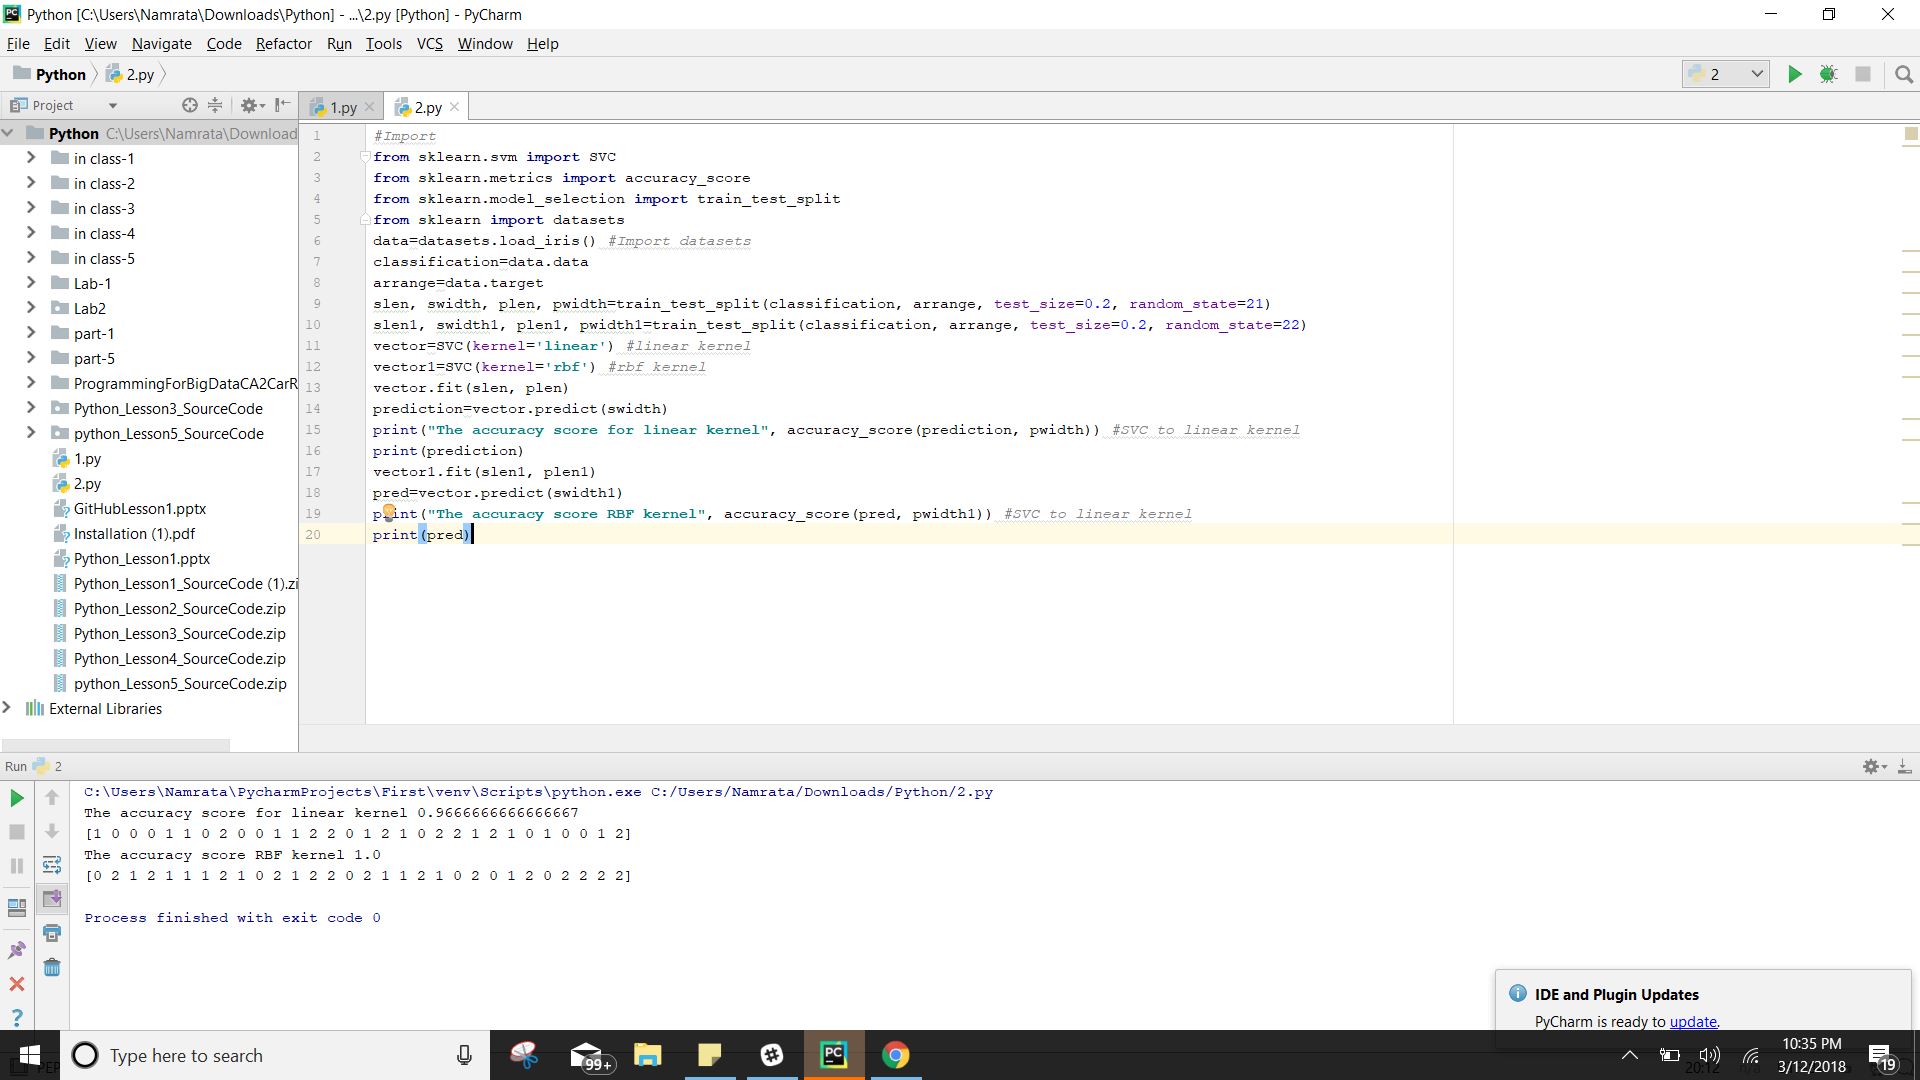 Python [C:\Users\Namrata\Downloads\Python] - ...\2.py [Python] - PyCharm
File Edit View Navigate Code Refactor Run Tools VCS Window Help
Python 2.py
2
Project
1.py
2.py
Python C:\Users\Namrata\Download
in class-1
in class-2
in class-3
in class-4
in class-5
Lab-1
Lab2
part-1
part-5
ProgrammingForBigDataCA2CarR
Python_Lesson3_SourceCode
python_Lesson5_SourceCode
1.py
2.py
GitHubLesson1.pptx
Installation (1).pdf
Python_Lesson1.pptx
Python_Lesson1_SourceCode (1).zi
Python_Lesson2_SourceCode.zip
Python_Lesson3_SourceCode.zip
Python_Lesson4_SourceCode.zip
python_Lesson5_SourceCode.zip
External Libraries
1 #Import
2 from sklearn.svm import SVC
3 from sklearn.metrics import accuracy_score
4 from sklearn.model_selection import train_test_split
5 from sklearn import datasets
6 data=datasets.load_iris() #Import datasets
7 classification=data.data
8 arrange=data.target
9 slen, swidth, plen, pwidth=train_test_split(classification, arrange, test_size=0.2, random_state=21)
10 slen1, swidth1, plen1, pwidth1=train_test_split(classification, arrange, test_size=0.2, random_state=22)
11 vector=SVC(kernel='linear') #linear kernel
12 vector1=SVC(kernel='rbf') #rbf kernel
13 vector.fit(slen, plen)
14 prediction=vector.predict(swidth)
15 print("The accuracy score for linear kernel", accuracy_score(prediction, pwidth)) #SVC to linear kernel
16 print(prediction)
17 vector1.fit(slen1, plen1)
18 pred=vector.predict(swidth1)
19 print("The accuracy score RBF kernel", accuracy_score(pred, pwidth1)) #SVC to linear kernel
20 print(pred)
Run 2
C:\Users\Namrata\PycharmProjects\First\venv\Scripts\python.exe C:/Users/Namrata/Downloads/Python/2.py
The accuracy score for linear kernel 0.9666666666666667
[1 0 0 0 1 1 0 2 0 0 1 1 2 2 0 1 2 1 0 2 2 1 2 1 0 1 0 0 1 2]
The accuracy score RBF kernel 1.0
[0 2 1 2 1 1 1 2 1 0 2 1 2 2 0 2 1 1 2 1 0 2 0 1 2 0 2 2 2 2]
Process finished with exit code 0
IDE and Plugin Updates
PyCharm is ready to update.
Type here to search
99+
PC
10:35 PM
3/12/2018
19
20:12
n/a